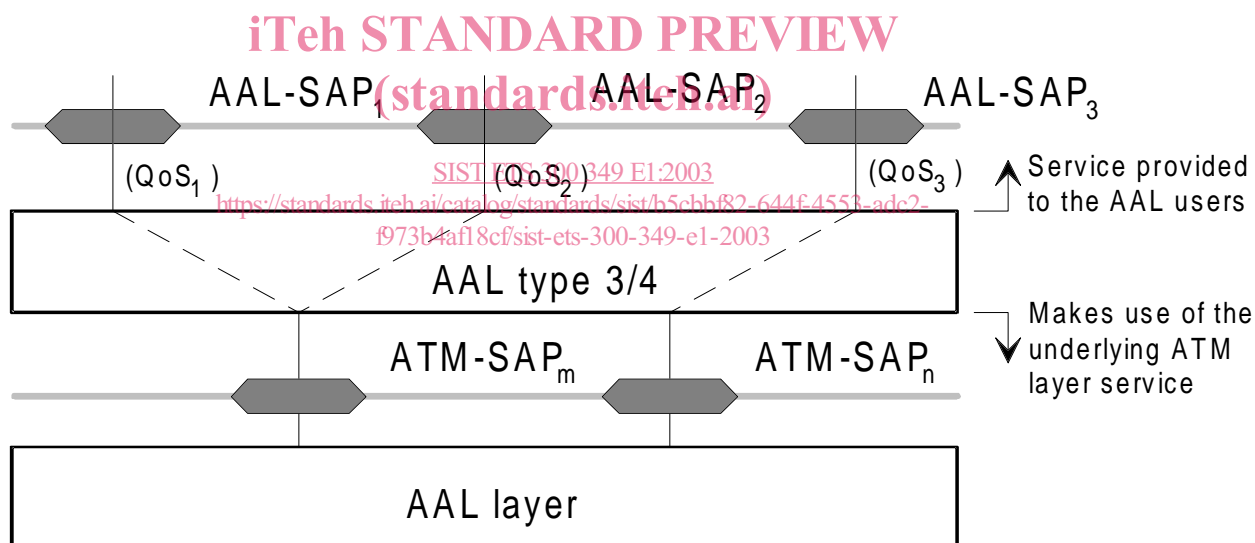 iTeh STANDARD PREVIEW
(standards.iteh.ai)
AAL-SAP1
AAL-SAP2
AAL-SAP3
SIST ETS 300 349 E1:2003
(QoS1)
(QoS2)
(QoS3)
Service provided
to the AAL users
https://standards.iteh.ai/catalog/standards/sist/b5cbbf82-644f-4553-adc2-
f973b4af18cf/sist-ets-300-349-e1-2003
AAL type 3/4
Makes use of the
underlying ATM
layer service
ATM-SAPm
ATM-SAPn
AAL layer